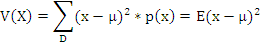 V(X) = ∑_D (x − μ)² * p(x) = E(x − μ)²